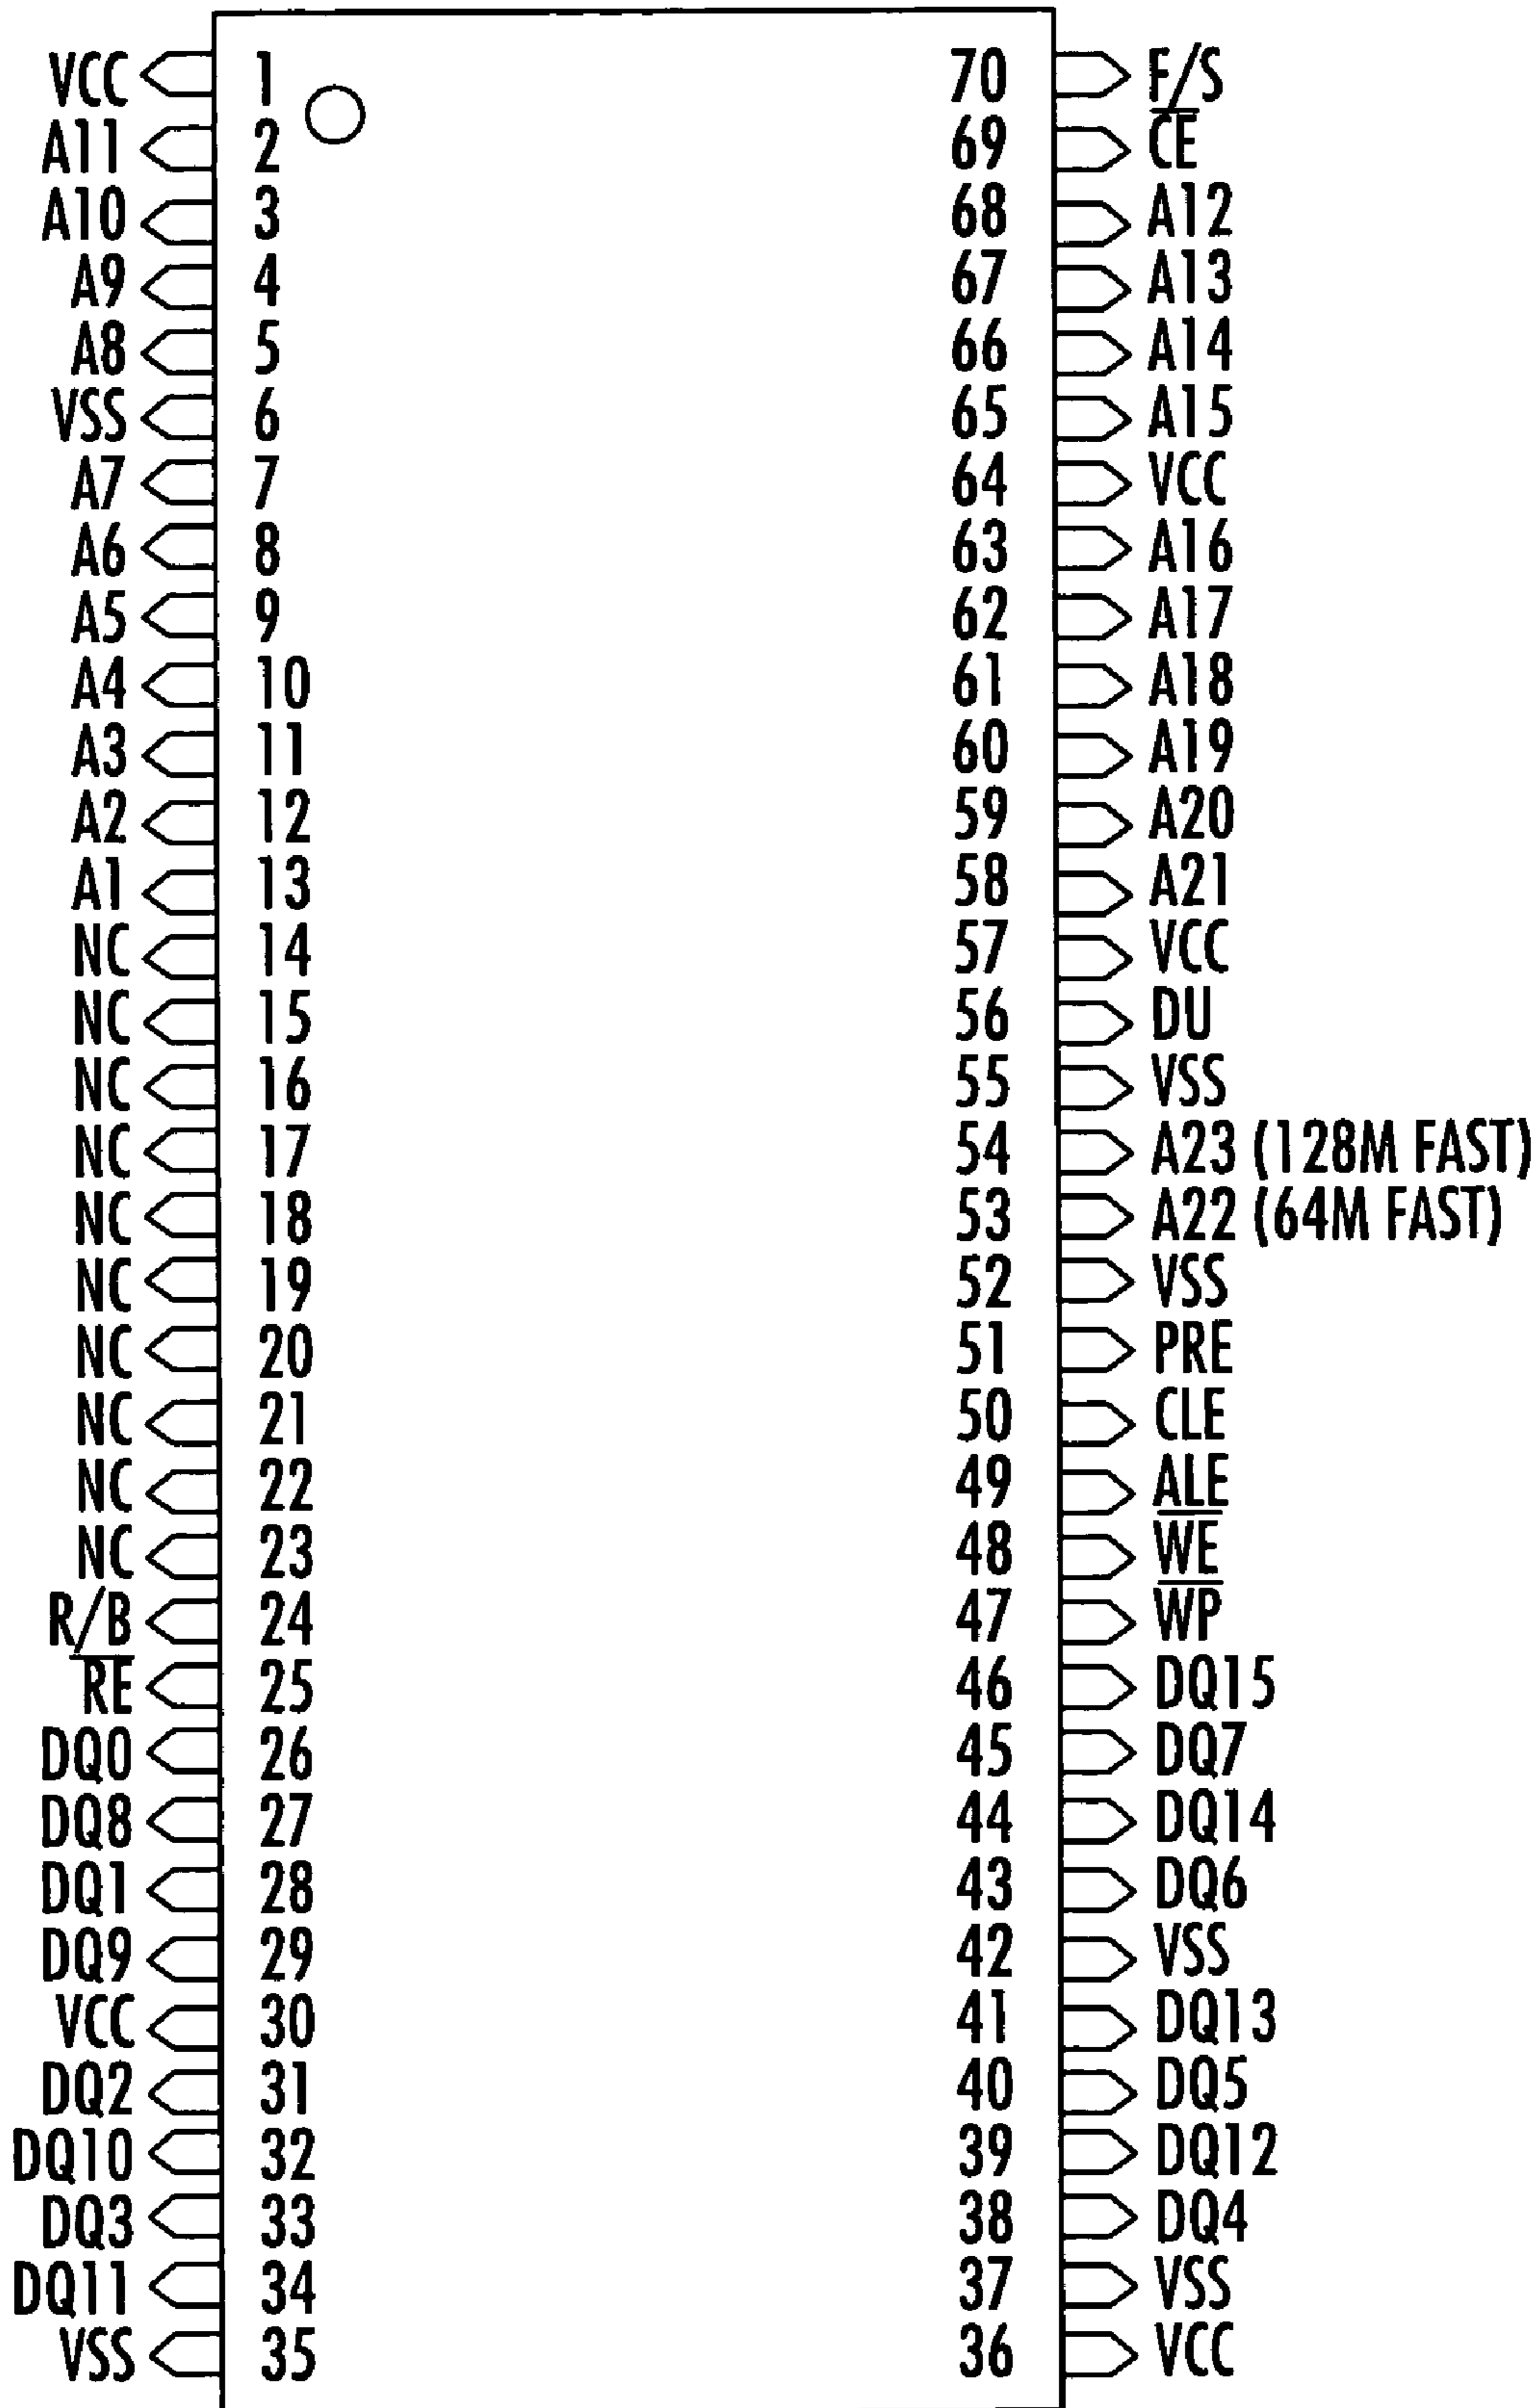 VCC 1 70 F/S
A11 2 69 C̅E̅
A10 3 68 A12
A9 4 67 A13
A8 5 66 A14
VSS 6 65 A15
A7 7 64 VCC
A6 8 63 A16
A5 9 62 A17
A4 10 61 A18
A3 11 60 A19
A2 12 59 A20
A1 13 58 A21
NC 14 57 VCC
NC 15 56 DU
NC 16 55 VSS
NC 17 54 A23 (128M FAST)
NC 18 53 A22 (64M FAST)
NC 19 52 VSS
NC 20 51 PRE
NC 21 50 CLE
NC 22 49 ALE
NC 23 48 W̅E̅
R/B 24 47 W̅P̅
R̅E̅ 25 46 DQ15
DQ0 26 45 DQ7
DQ8 27 44 DQ14
DQ1 28 43 DQ6
DQ9 29 42 VSS
VCC 30 41 DQ13
DQ2 31 40 DQ5
DQ10 32 39 DQ12
DQ3 33 38 DQ4
DQ11 34 37 VSS
VSS 35 36 VCC